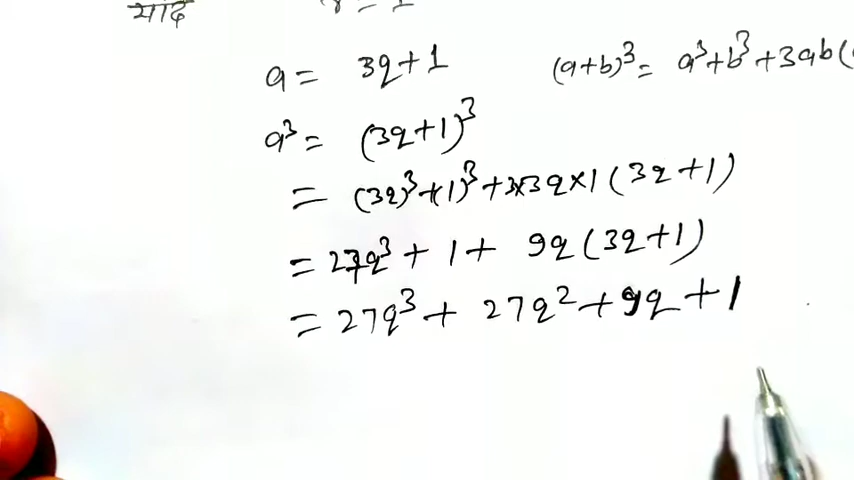 यदि r = 1
a = 3q+1 (a+b)³ = a³+b³+3ab(
a³ = (3q+1)³
= (3q)³+(1)³+3×3q×1(3q+1)
= 27q³ + 1 + 9q(3q+1)
= 27q³ + 27q² + 9q + 1